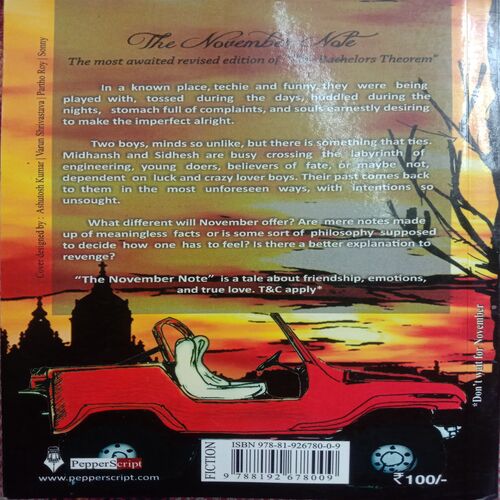 The November Note
The most awaited revised edition of Bachelors Theorem"
In a known place, techie and funny, they were being
played with, tossed during the days, huddled during the
nights, stomach full of complaints, and souls earnestly desiring
to make the imperfect alright.
Two boys, minds so unlike, but there is something that ties.
Midhansh and Sidhesh are busy crossing the labyrinth of
engineering, young doers, believers of fate, or maybe not,
dependent on luck and crazy lover boys. Their past comes back
to them in the most unforeseen ways, with intentions so
unsought.
What different will November offer? Are mere notes made
up of meaningless facts or is some sort of philosophy supposed
to decide how one has to feel? Is there a better explanation to
revenge?
"The November Note" is a tale about friendship, emotions,
and true love. T&C apply*
Cover designed by : Ashutosh Kumar | Varun Shrivastava | Partho Roy | Sonny
*Don't wait for November
PepperScript
www.pepperscript.com
FICTION
ISBN 978-81-926780-0-9
9 788192 678009
₹100/-